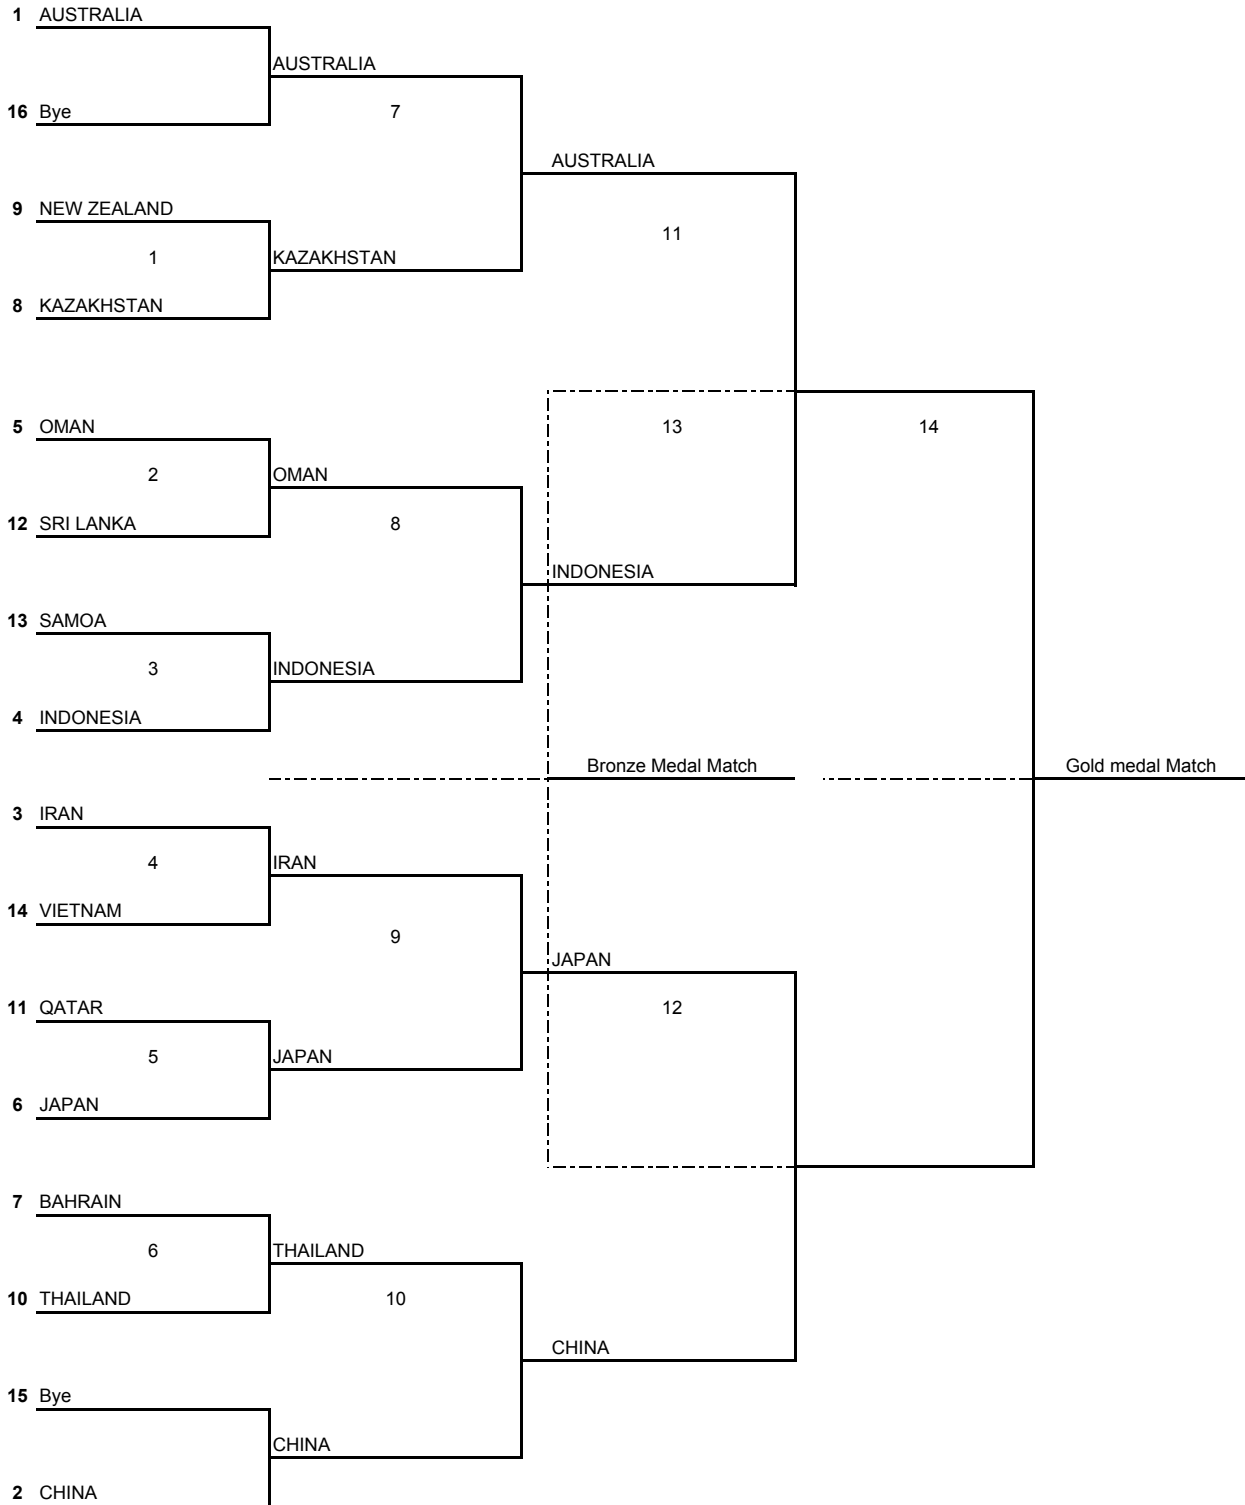 1 AUSTRALIA
AUSTRALIA
16 Bye 7
AUSTRALIA
9 NEW ZEALAND
11
1 KAZAKHSTAN
8 KAZAKHSTAN
5 OMAN 13 14
2 OMAN
12 SRI LANKA 8
INDONESIA
13 SAMOA
3 INDONESIA
4 INDONESIA
Bronze Medal Match Gold medal Match
3 IRAN
4 IRAN
14 VIETNAM
9
JAPAN
11 QATAR 12
5 JAPAN
6 JAPAN
7 BAHRAIN
6 THAILAND
10 THAILAND 10
CHINA
15 Bye
CHINA
2 CHINA